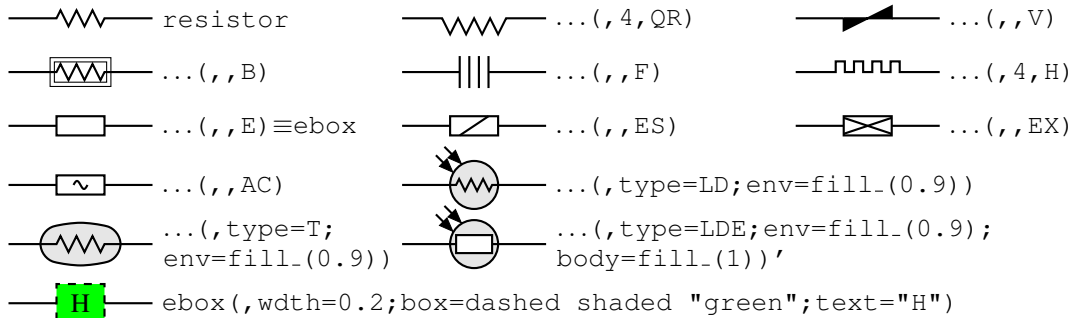 resistor ...(,4,QR) ...(,,V)
...(,,B) ...(,,F) ...(,4,H)
...(,,E)≡ebox ...(,,ES) ...(,,EX)
...(,,AC) ...(,type=LD;env=fill_(0.9))
...(,type=T; ...(,type=LDE;env=fill_(0.9);
env=fill_(0.9)) body=fill_(1))’
H ebox(,wdth=0.2;box=dashed shaded "green";text="H")